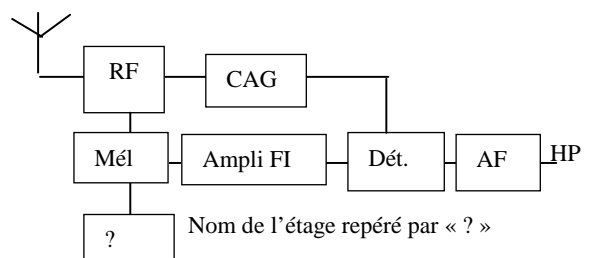 RF
CAG
Mél
Ampli FI
Dét.
AF
HP
?
Nom de l'étage repéré par « ? »